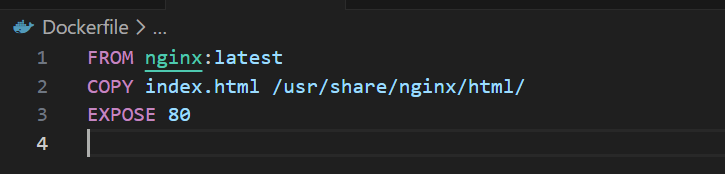 Dockerfile > ...
1 FROM nginx:latest
2 COPY index.html /usr/share/nginx/html/
3 EXPOSE 80
4